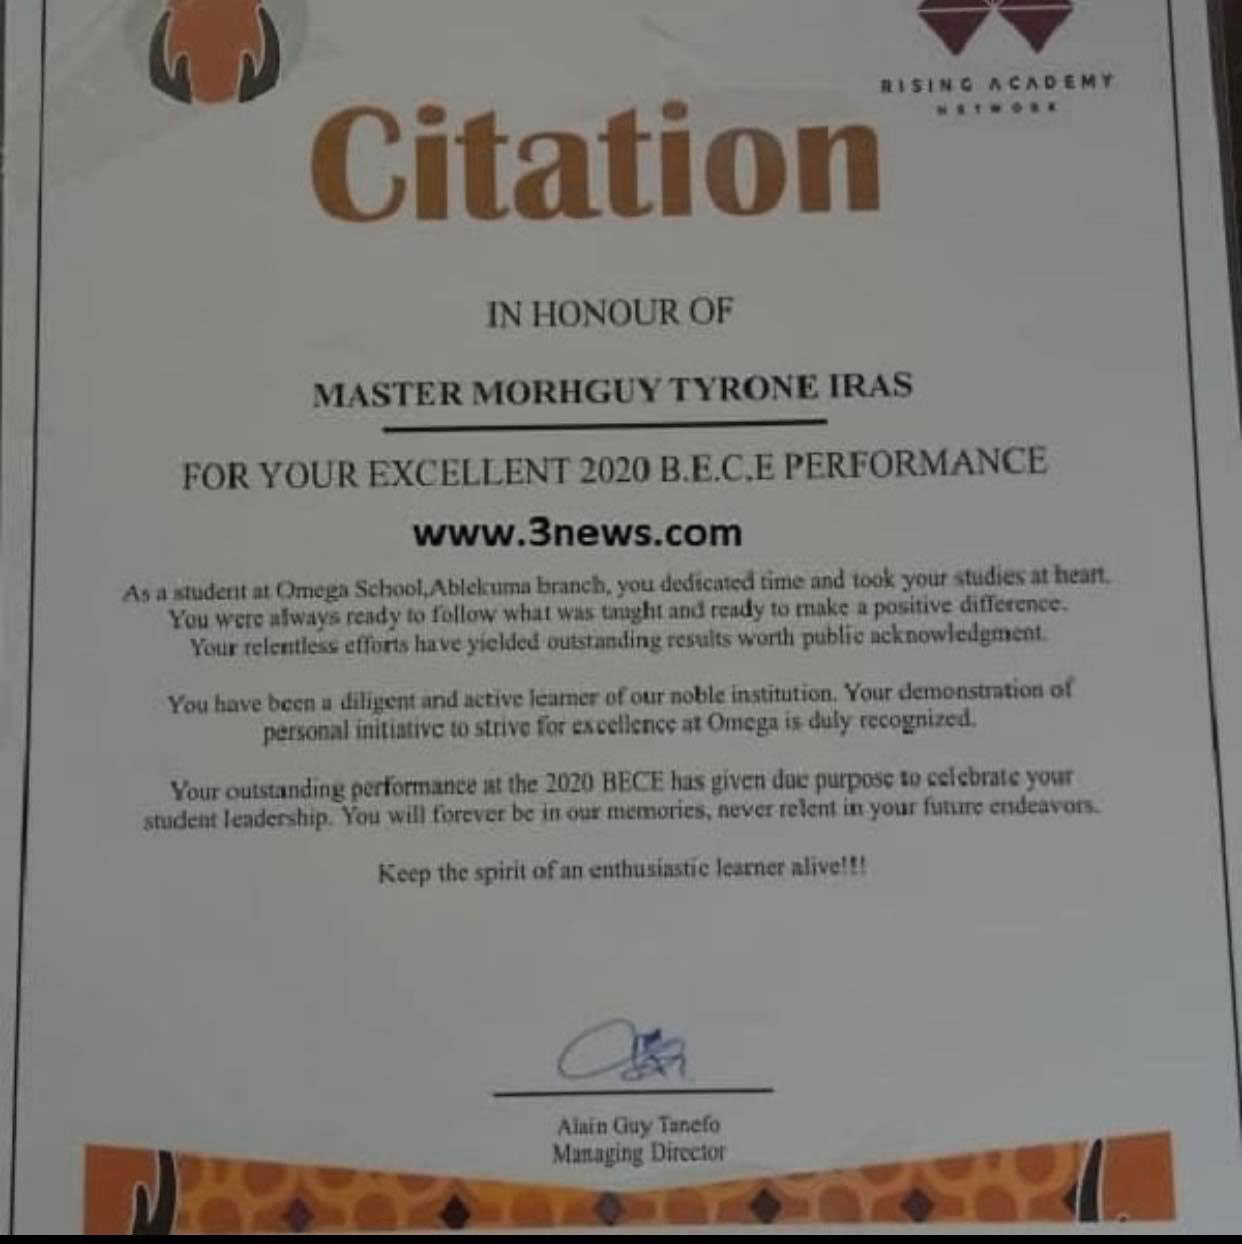 RISING ACADEMY
NETWORK
Citation
IN HONOUR OF
MASTER MORHGUY TYRONE IRAS
FOR YOUR EXCELLENT 2020 B.E.C.E PERFORMANCE
www.3news.com
As a student at Omega School,Ablekuma branch, you dedicated time and took your studies at heart.
You were always ready to follow what was taught and ready to make a positive difference.
Your relentless efforts have yielded outstanding results worth public acknowledgment.
You have been a diligent and active learner of our noble institution. Your demonstration of
personal initiative to strive for excellence at Omega is duly recognized.
Your outstanding performance at the 2020 BECE has given due purpose to celebrate your
student leadership. You will forever be in our memories, never relent in your future endeavors.
Keep the spirit of an enthusiastic learner alive!!!
Alain Guy Tanefo
Managing Director